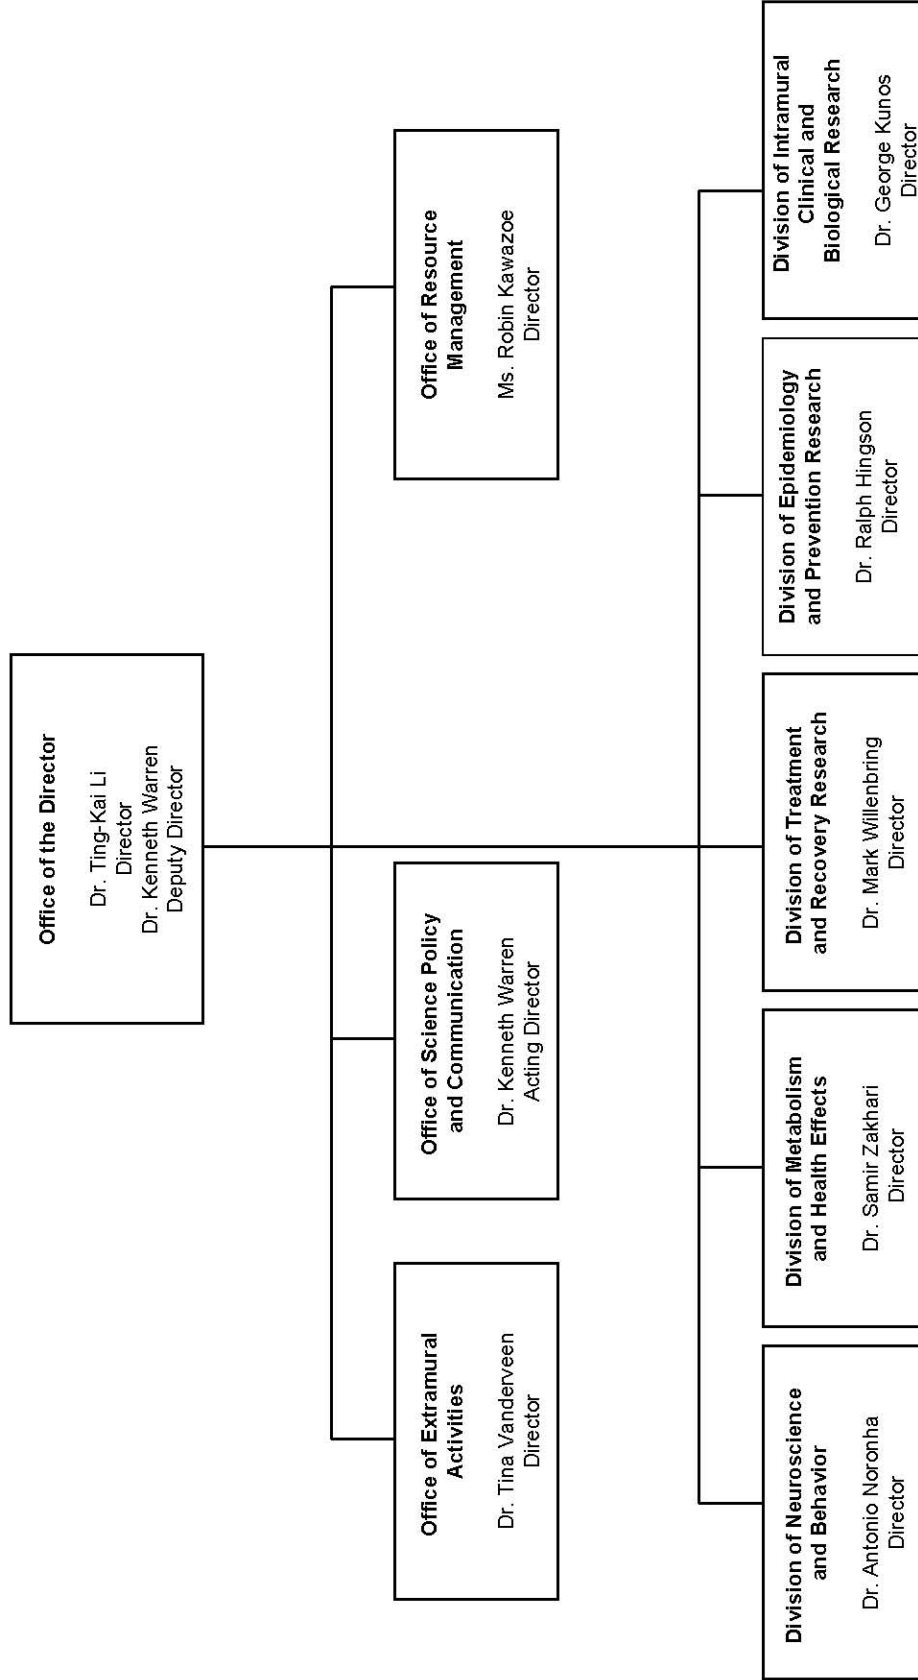 Office of the Director
Dr. Ting-Kai Li
Director
Dr. Kenneth Warren
Deputy Director
Office of Extramural
Activities
Dr. Tina Vanderveen
Director
Office of Science Policy
and Communication
Dr. Kenneth Warren
Acting Director
Office of Resource
Management
Ms. Robin Kawazoe
Director
Division of Neuroscience
and Behavior
Dr. Antonio Noronha
Director
Division of Metabolism
and Health Effects
Dr. Samir Zakhari
Director
Division of Treatment
and Recovery Research
Dr. Mark Willenbring
Director
Division of Epidemiology
and Prevention Research
Dr. Ralph Hingson
Director
Division of Intramural
Clinical and
Biological Research
Dr. George Kunos
Director